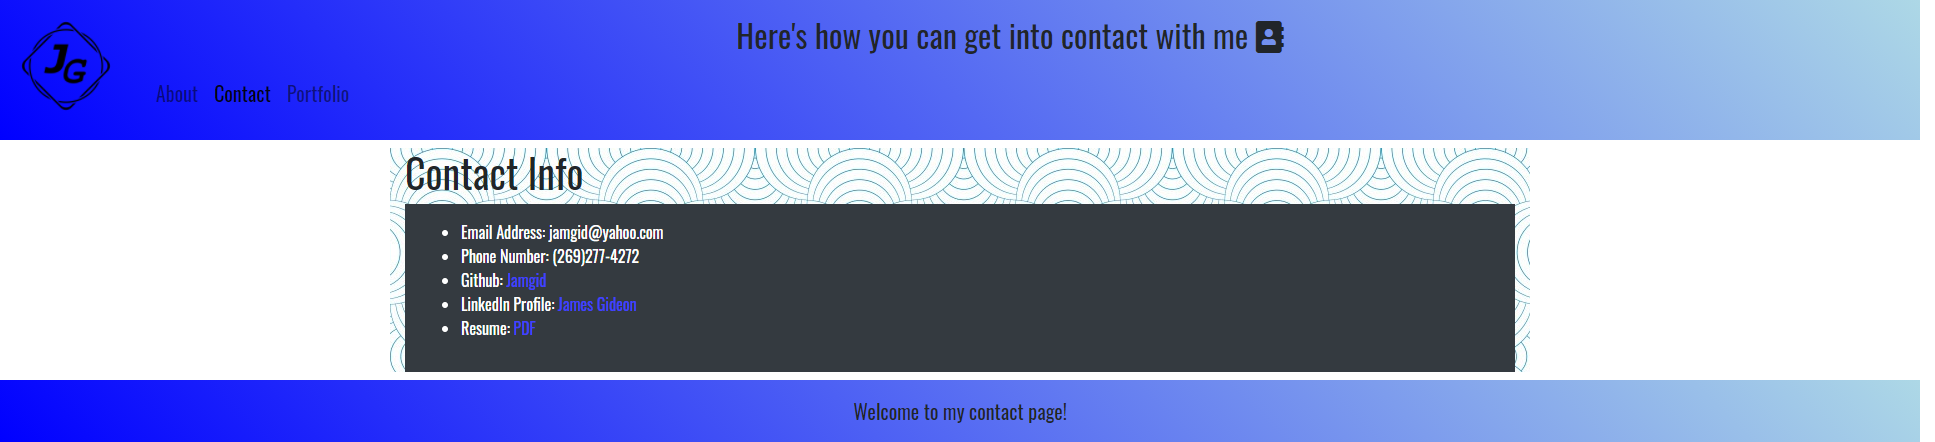 Here's how you can get into contact with me
JG
About Contact Portfolio
Contact Info
Email Address: jamgid@yahoo.com
Phone Number: (269)277-4272
Github: Jamgid
LinkedIn Profile: James Gideon
Resume: PDF
Welcome to my contact page!